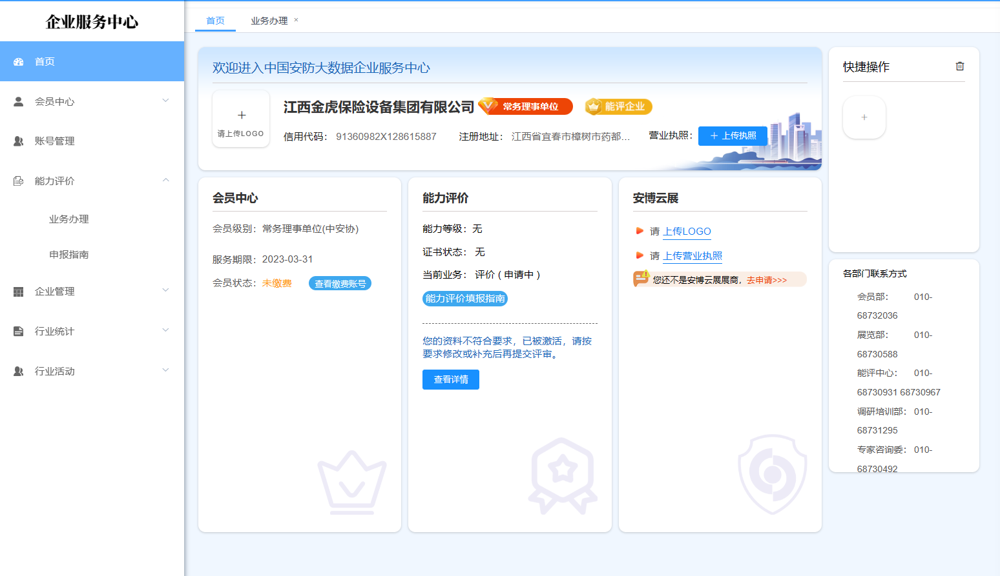 企业服务中心
首页
会员中心
账号管理
能力评价
业务办理
申报指南
企业管理
行业统计
行业活动
首页
业务办理 ×
欢迎进入中国安防大数据企业服务中心
+
请上传LOGO
江西金虎保险设备集团有限公司 常务理事单位 能评企业
信用代码： 91360982X128615887 注册地址： 江西省宜春市樟树市药都... 营业执照： + 上传执照
会员中心
会员级别：常务理事单位(中安协)
服务期限：2023-03-31
会员状态：未缴费 查看缴费账号
能力评价
能力等级：无
证书状态： 无
当前业务： 评价 ( 申请中 )
能力评价填报指南
您的资料不符合要求，已被激活，请按
要求修改或补充后再提交评审。
查看详情
安博云展
请 上传LOGO
请 上传营业执照
您还不是安博云展展商，去申请>>>
快捷操作
+
各部门联系方式
会员部： 010-
68732036
展览部： 010-
68730588
能评中心： 010-
68730931 68730967
调研培训部： 010-
68731295
专家咨询委： 010-
68730492